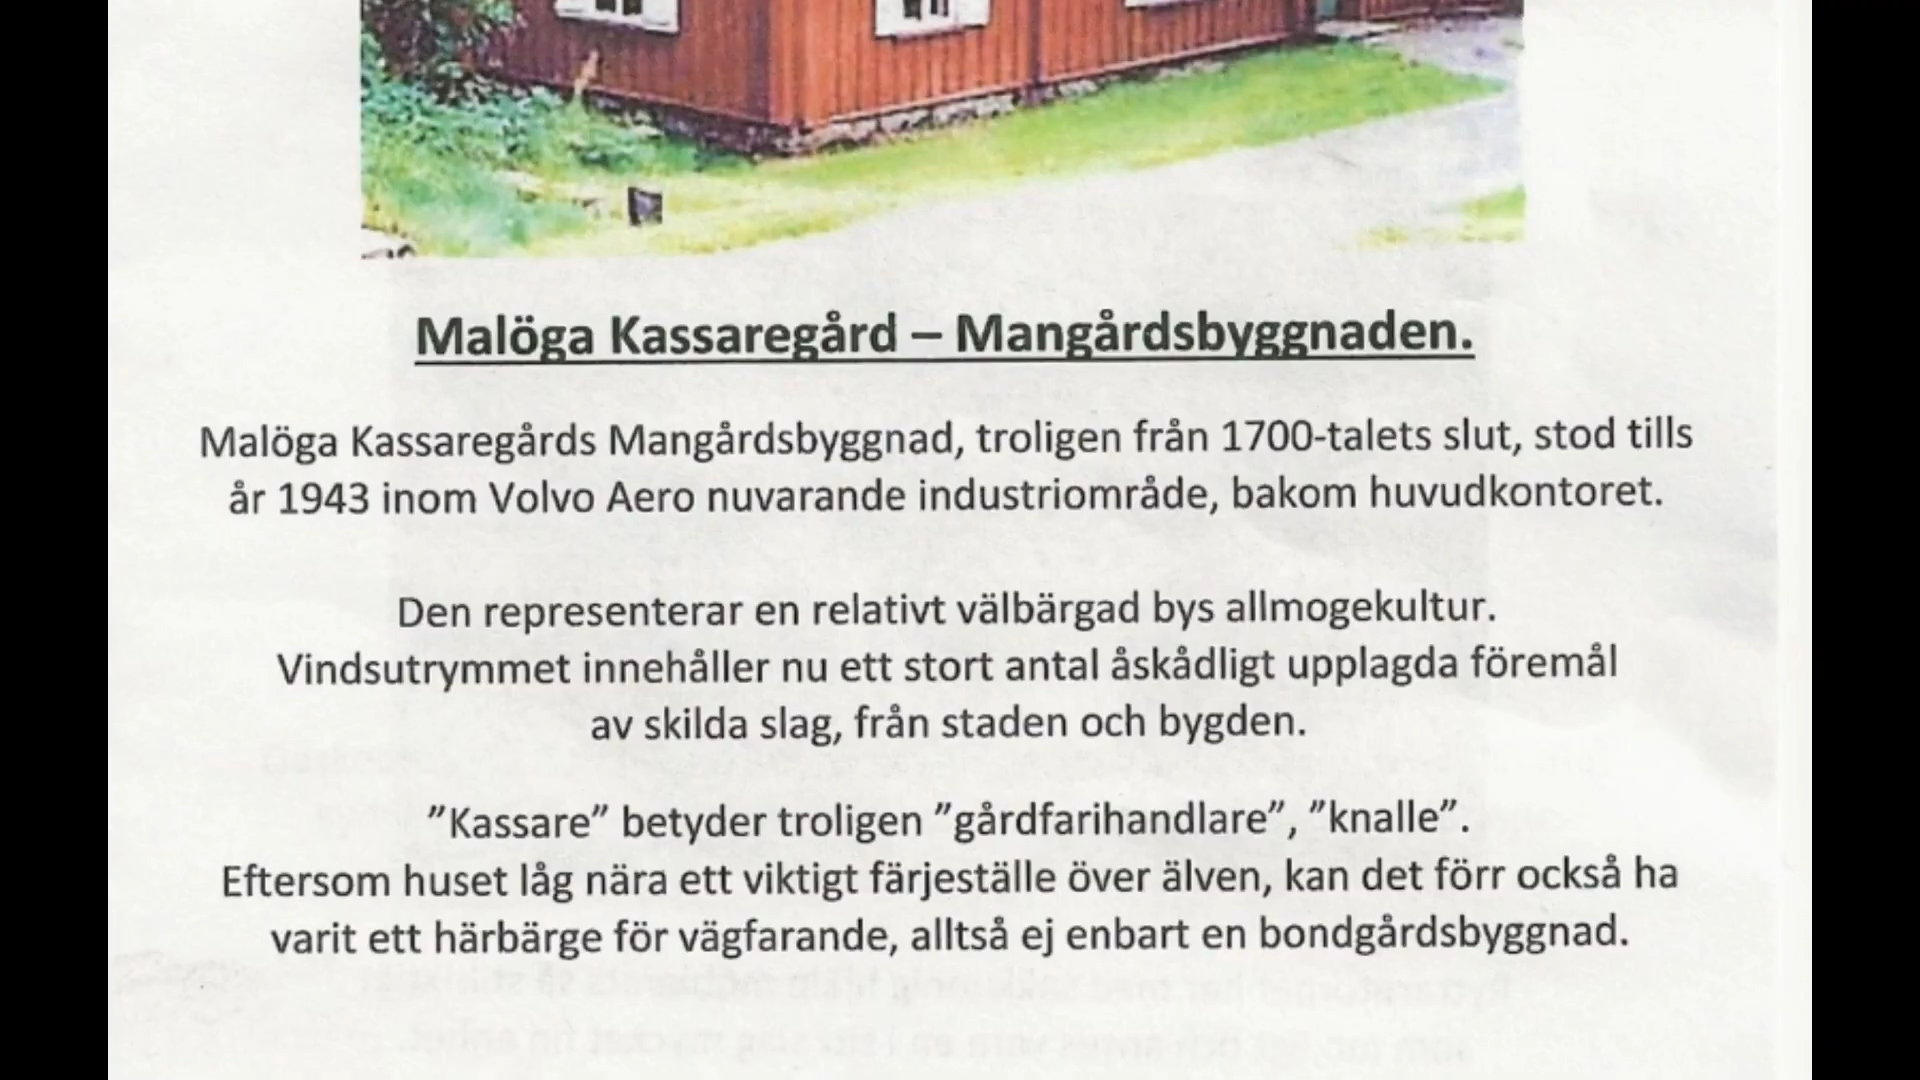 Malöga Kassaregård – Mangårdsbyggnaden.
Malöga Kassaregårds Mangårdsbyggnad, troligen från 1700-talets slut, stod tills
år 1943 inom Volvo Aero nuvarande industriområde, bakom huvudkontoret.
Den representerar en relativt välbärgad bys allmogekultur.
Vindsutrymmet innehåller nu ett stort antal åskådligt upplagda föremål
av skilda slag, från staden och bygden.
”Kassare” betyder troligen ”gårdfarihandlare”, ”knalle”.
Eftersom huset låg nära ett viktigt färjeställe över älven, kan det förr också ha
varit ett härbärge för vägfarande, alltså ej enbart en bondgårdsbyggnad.